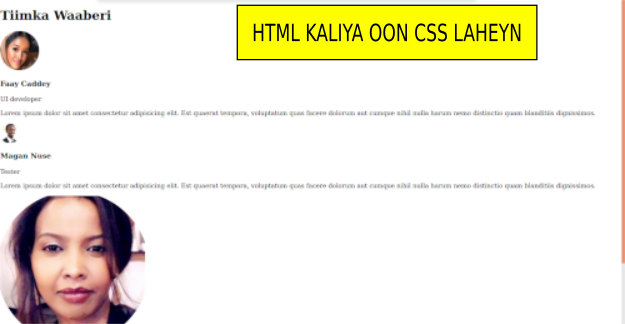 Tiimka Waaberi
HTML KALIYA OON CSS LAHEYN
Faay Caddey
UI developer
Lorem ipsum dolor sit amet consectetur adipisicing elit. Est quaerat tempora, voluptatum quas facere dolorum aut cumque nihil nulla harum nemo distinctio quam blanditiis dignissimos.
Magan Nuse
Tester
Lorem ipsum dolor sit amet consectetur adipisicing elit. Est quaerat tempora, voluptatum quas facere dolorum aut cumque nihil nulla harum nemo distinctio quam blanditiis dignissimos.